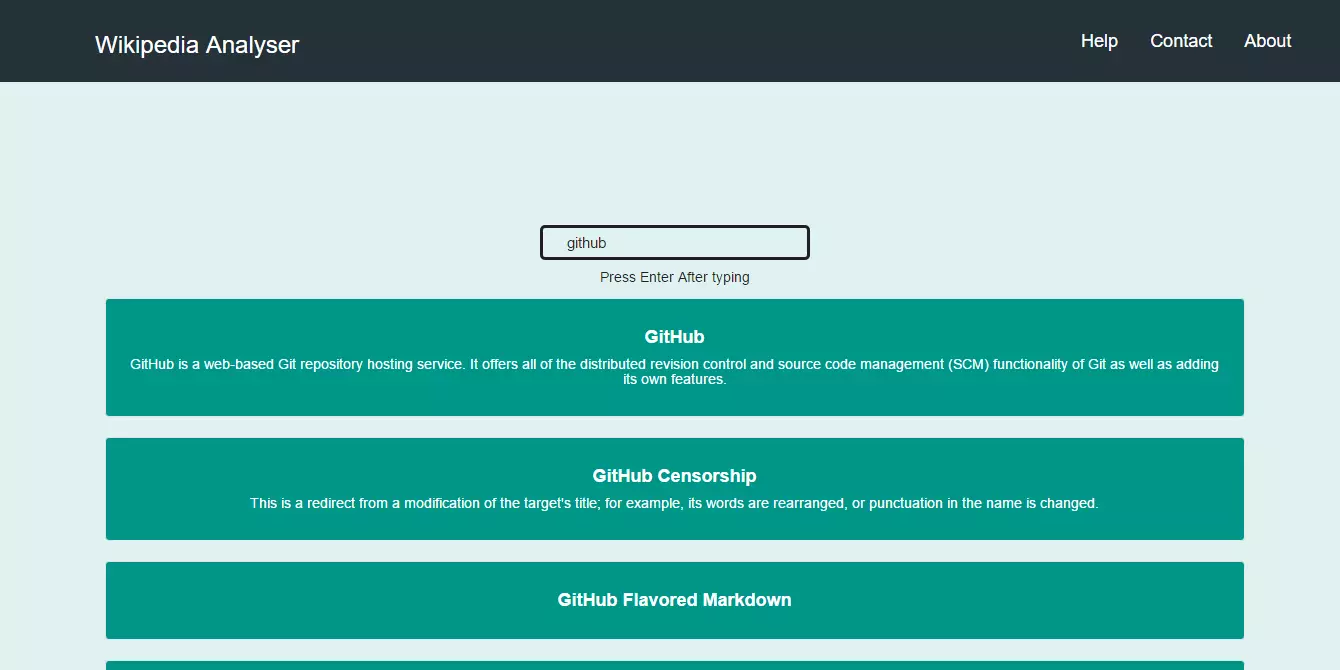 Wikipedia Analyser
Help Contact About
github
Press Enter After typing
GitHub
GitHub is a web-based Git repository hosting service. It offers all of the distributed revision control and source code management (SCM) functionality of Git as well as adding
its own features.
GitHub Censorship
This is a redirect from a modification of the target's title; for example, its words are rearranged, or punctuation in the name is changed.
GitHub Flavored Markdown